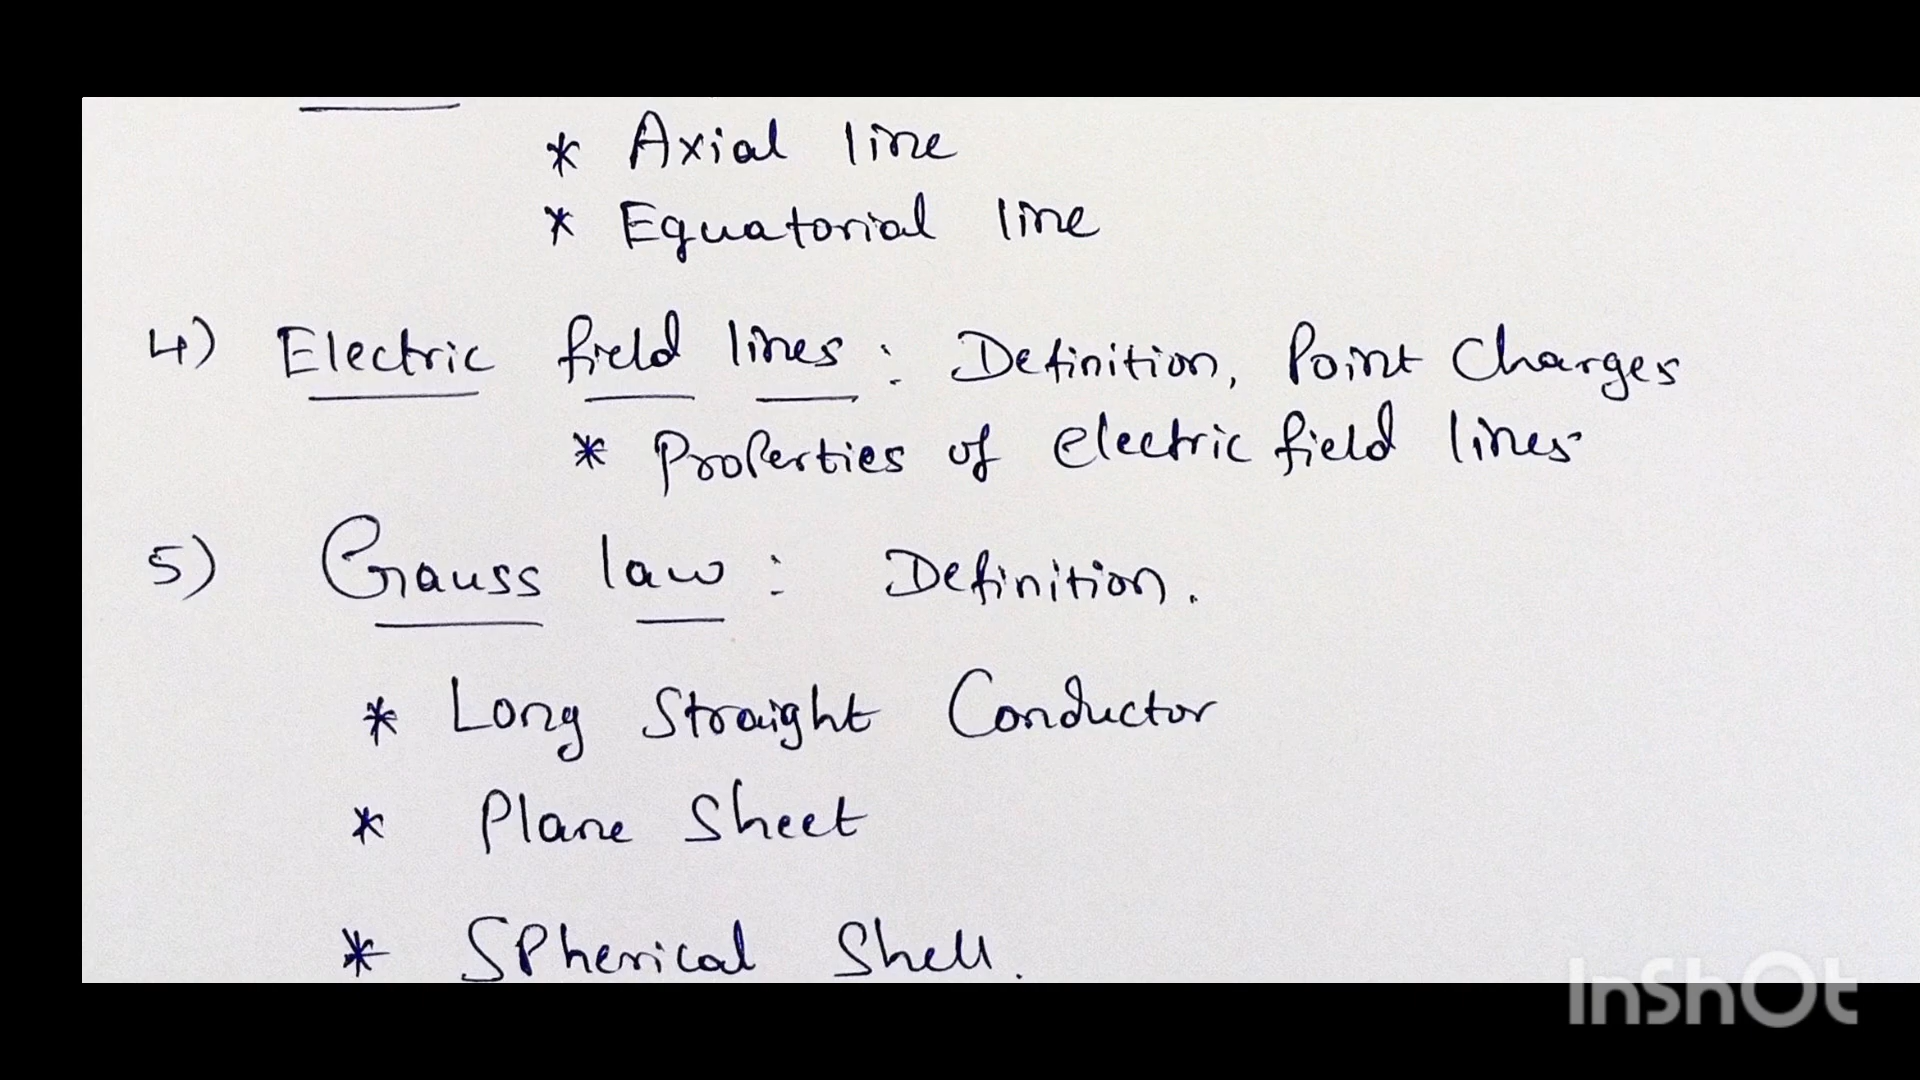 * Axial line
* Equatorial line
4) Electric field lines : Definition, Point Charges
* Properties of electric field lines
5) Gauss law : Definition.
* Long Straight Conductor
* Plane Sheet
* Spherical Shell.
InShOt